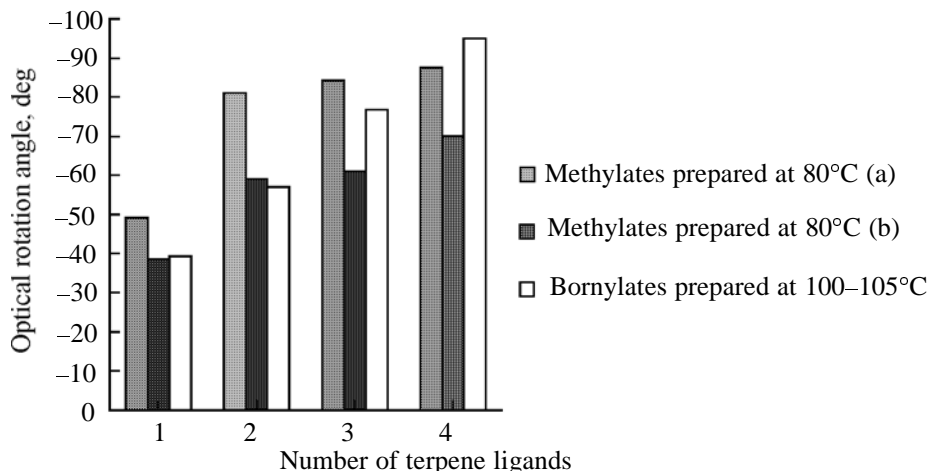 Optical rotation angle, deg
–100
–90
–80
–70
–60
–50
–40
–30
–20
–10
0
1 2 3 4
Number of terpene ligands
Methylates prepared at 80°C (a)
Methylates prepared at 80°C (b)
Bornylates prepared at 100–105°C